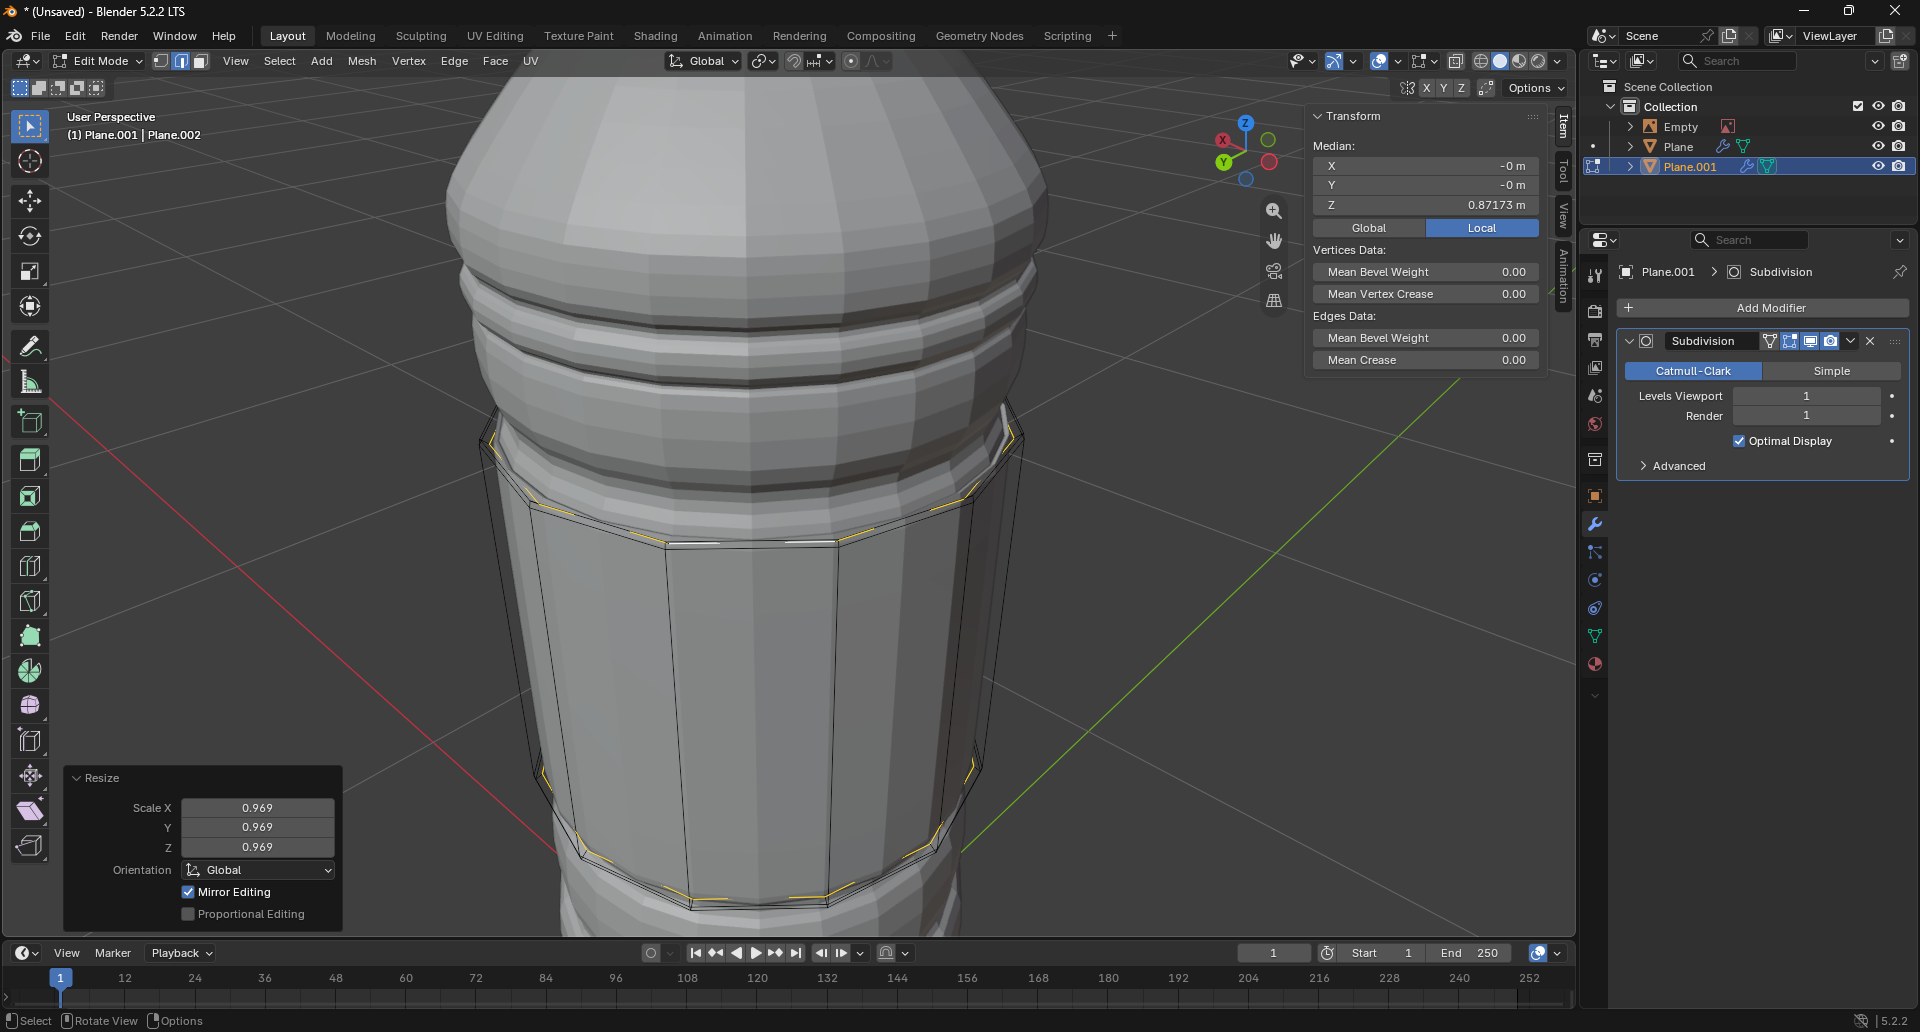 * (Unsaved) - Blender 5.2.2 LTS
File Edit Render Window Help Layout Modeling Sculpting UV Editing Texture Paint Shading Animation Rendering Compositing Geometry Nodes Scripting + Scene ViewLayer
Edit Mode View Select Add Mesh Vertex Edge Face UV Global Search
X Y Z Options
User Perspective
(1) Plane.001 | Plane.002
Z
X
Y
Transform
Median:
X -0 m
Y -0 m
Z 0.87173 m
Global Local
Vertices Data:
Mean Bevel Weight 0.00
Mean Vertex Crease 0.00
Edges Data:
Mean Bevel Weight 0.00
Mean Crease 0.00
Item
Tool
View
Animation
Scene Collection
Collection
Empty
Plane
Plane.001
Search
Plane.001 > Subdivision
+ Add Modifier
Subdivision
Catmull-Clark Simple
Levels Viewport 1
Render 1
Optimal Display
Advanced
Resize
Scale X 0.969
Y 0.969
Z 0.969
Orientation Global
Mirror Editing
Proportional Editing
View Marker Playback 1 Start 1 End 250
1 12 24 36 48 60 72 84 96 108 120 132 144 156 168 180 192 204 216 228 240 252
Select Rotate View Options 5.2.2